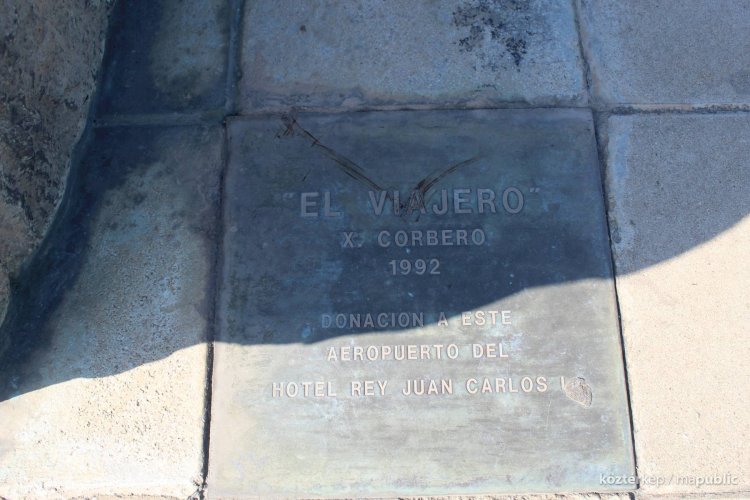 "EL VIAJERO"
X. CORBERO
1992
DONACION A ESTE
AEROPUERTO DEL
HOTEL REY JUAN CARLOS I
köztérkép / mapublic